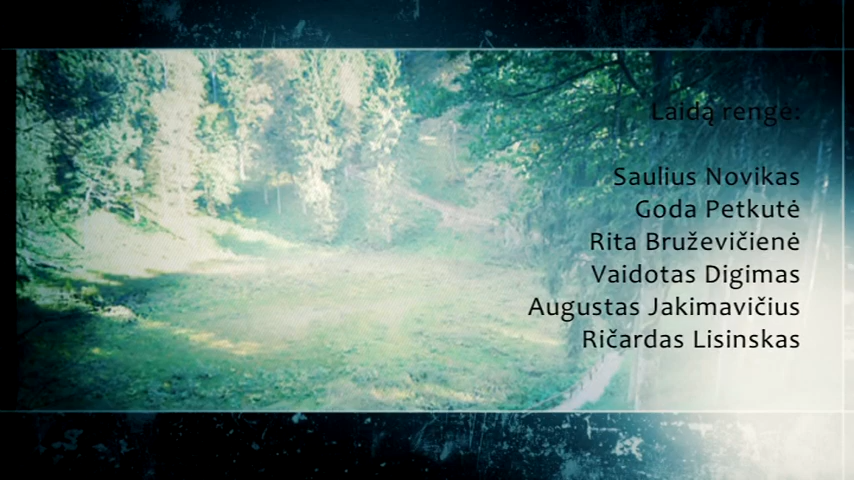 Laidą rengė:
Saulius Novikas
Goda Petkutė
Rita Bruževičienė
Vaidotas Digimas
Augustas Jakimavičius
Ričardas Lisinskas